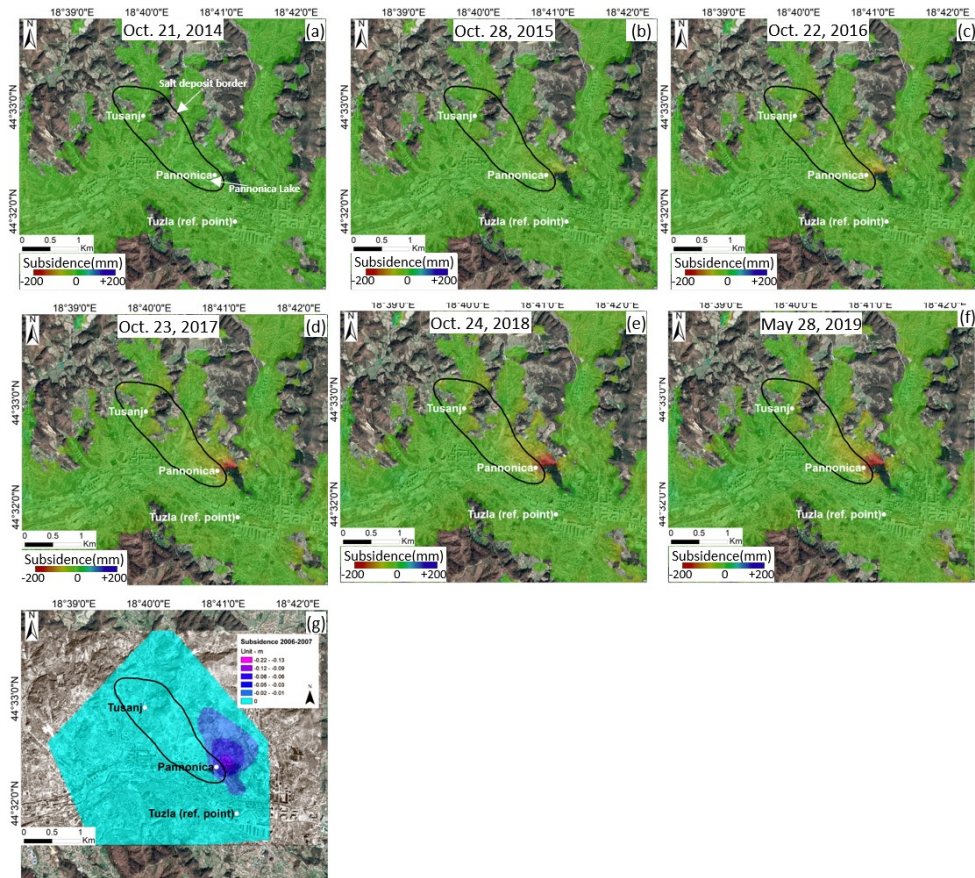 18°39'0"E 18°40'0"E 18°41'0"E 18°42'0"E
18°39'0"E 18°40'0"E 18°41'0"E 18°42'0"E
18°39'0"E 18°40'0"E 18°41'0"E 18°42'0"E
N
Oct. 21, 2014
(a)
Salt deposit border
Tusanj
Pannonica
Pannonica Lake
Tuzla (ref. point)
44°33'0"N
44°32'0"N
0 0.5 1
Km
Subsidence(mm)
-200 0 +200
N
Oct. 28, 2015
(b)
Tusanj
Pannonica
Tuzla (ref. point)
44°33'0"N
44°32'0"N
0 0.5 1
Km
Subsidence(mm)
-200 0 +200
N
Oct. 22, 2016
(c)
Tusanj
Pannonica
Tuzla (ref. point)
44°33'0"N
44°32'0"N
0 0.5 1
Km
Subsidence(mm)
-200 0 +200
18°39'0"E 18°40'0"E 18°41'0"E 18°42'0"E
18°39'0"E 18°40'0"E 18°41'0"E 18°42'0"E
18°39'0"E 18°40'0"E 18°41'0"E 18°42'0"E
N
Oct. 23, 2017
(d)
Tusanj
Pannonica
Tuzla (ref. point)
44°33'0"N
44°32'0"N
0 0.5 1
Km
Subsidence(mm)
-200 0 +200
N
Oct. 24, 2018
(e)
Tusanj
Pannonica
Tuzla (ref. point)
44°33'0"N
44°32'0"N
0 0.5 1
Km
Subsidence(mm)
-200 0 +200
N
May 28, 2019
(f)
Tusanj
Pannonica
Tuzla (ref. point)
44°33'0"N
44°32'0"N
0 0.5 1
Km
Subsidence(mm)
-200 0 +200
18°39'0"E 18°40'0"E 18°41'0"E 18°42'0"E
N
(g)
Subsidence 2006-2007
Unit - m
-0.22 - -0.13
-0.12 - -0.09
-0.02 - -0.01
0
N
Tusanj
Pannonica
Tuzla (ref. point)
44°33'0"N
44°32'0"N
0 0.5 1
Km